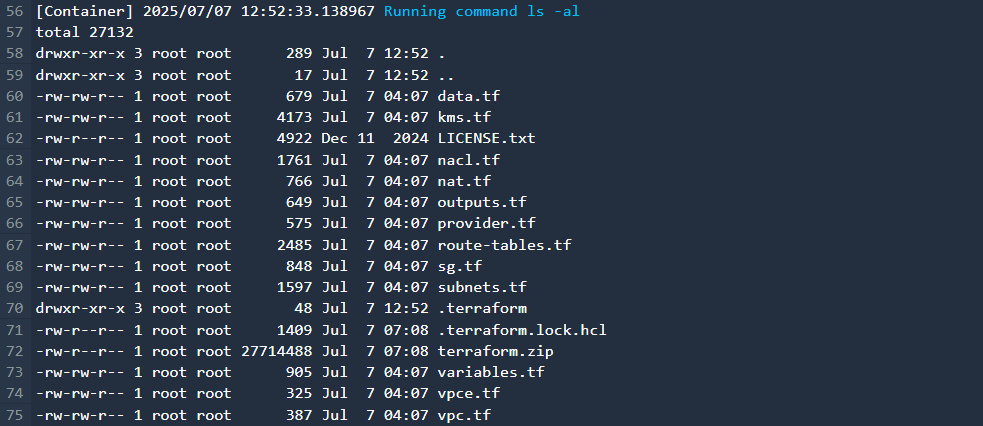 56 [Container] 2025/07/07 12:52:33.138967 Running command ls -al
57 total 27132
58 drwxr-xr-x 3 root root      289 Jul  7 12:52 .
59 drwxr-xr-x 3 root root       17 Jul  7 12:52 ..
60 -rw-rw-r-- 1 root root      679 Jul  7 04:07 data.tf
61 -rw-rw-r-- 1 root root     4173 Jul  7 04:07 kms.tf
62 -rw-r--r-- 1 root root     4922 Dec 11  2024 LICENSE.txt
63 -rw-rw-r-- 1 root root     1761 Jul  7 04:07 nacl.tf
64 -rw-rw-r-- 1 root root      766 Jul  7 04:07 nat.tf
65 -rw-rw-r-- 1 root root      649 Jul  7 04:07 outputs.tf
66 -rw-rw-r-- 1 root root      575 Jul  7 04:07 provider.tf
67 -rw-rw-r-- 1 root root     2485 Jul  7 04:07 route-tables.tf
68 -rw-rw-r-- 1 root root      848 Jul  7 04:07 sg.tf
69 -rw-rw-r-- 1 root root     1597 Jul  7 04:07 subnets.tf
70 drwxr-xr-x 3 root root       48 Jul  7 12:52 .terraform
71 -rw-r--r-- 1 root root     1409 Jul  7 07:08 .terraform.lock.hcl
72 -rw-r--r-- 1 root root 27714488 Jul  7 07:08 terraform.zip
73 -rw-rw-r-- 1 root root      905 Jul  7 04:07 variables.tf
74 -rw-rw-r-- 1 root root      325 Jul  7 04:07 vpce.tf
75 -rw-rw-r-- 1 root root      387 Jul  7 04:07 vpc.tf